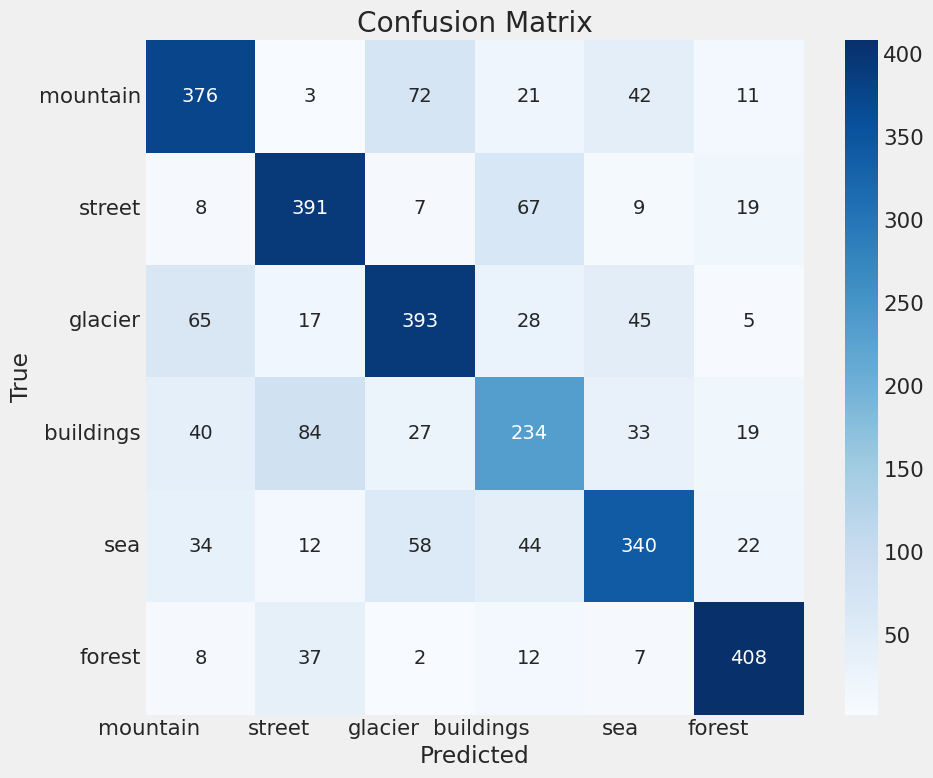 Confusion Matrix
True
mountain 376 3 72 21 42 11
street 8 391 7 67 9 19
glacier 65 17 393 28 45 5
buildings 40 84 27 234 33 19
sea 34 12 58 44 340 22
forest 8 37 2 12 7 408
mountain street glacier buildings sea forest
Predicted
400
350
300
250
200
150
100
50